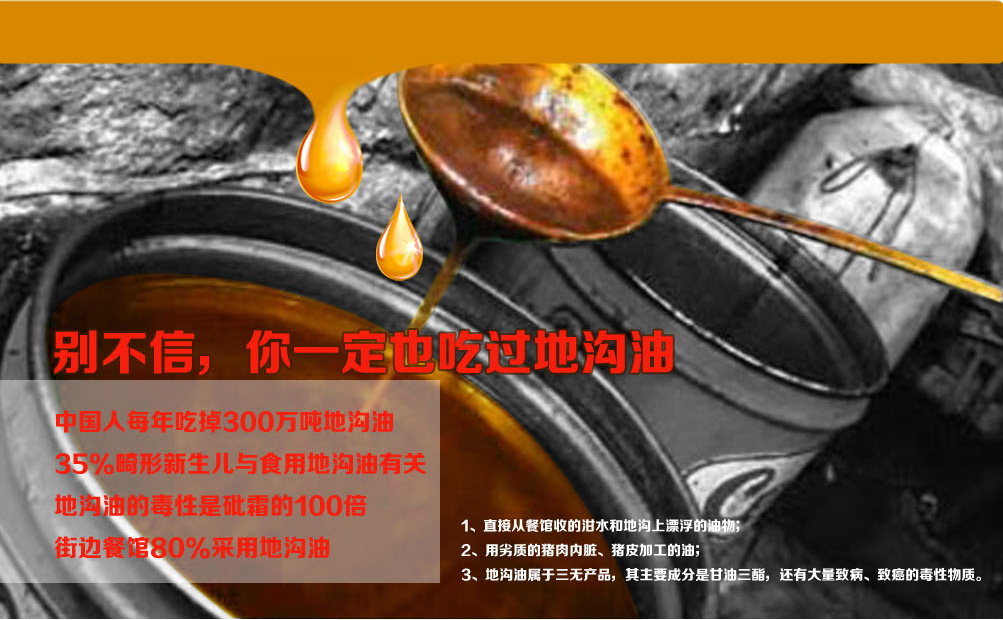 别不信，你一定也吃过地沟油
中国人每年吃掉300万吨地沟油
35%畸形新生儿与食用地沟油有关
地沟油的毒性是砒霜的100倍
街边餐馆80%采用地沟油
1、直接从餐馆收的泔水和地沟上漂浮的油物；
2、用劣质的猪肉内脏、猪皮加工的油；
3、地沟油属于三无产品，其主要成分是甘油三酯，还有大量致病、致癌的毒性物质。